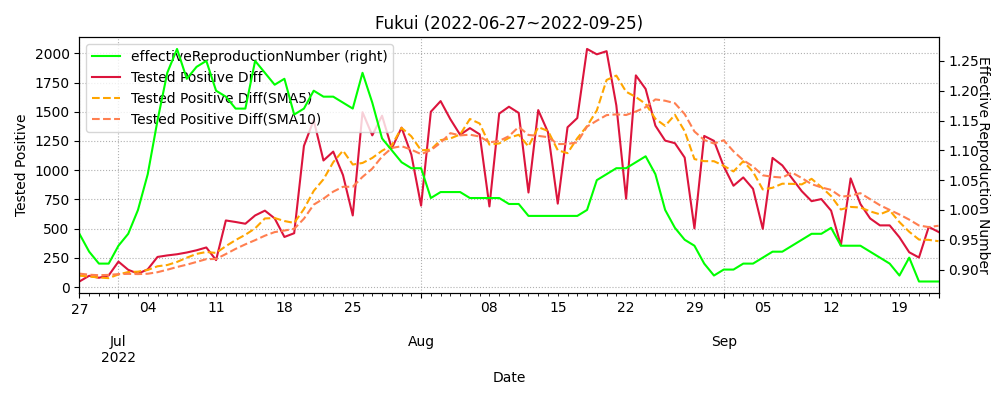 Fukui (2022-06-27~2022-09-25)
effectiveReproductionNumber (right)
Tested Positive Diff
Tested Positive Diff(SMA5)
Tested Positive Diff(SMA10)
Tested Positive
2000
1750
1500
1250
1000
750
500
250
0
1.25
1.20
1.15
1.10
1.05
1.00
0.95
0.90
Effective Reproduction Number
27 04 11 18 25 08 15 22 29 05 12 19
Jul Aug Sep
2022
Date